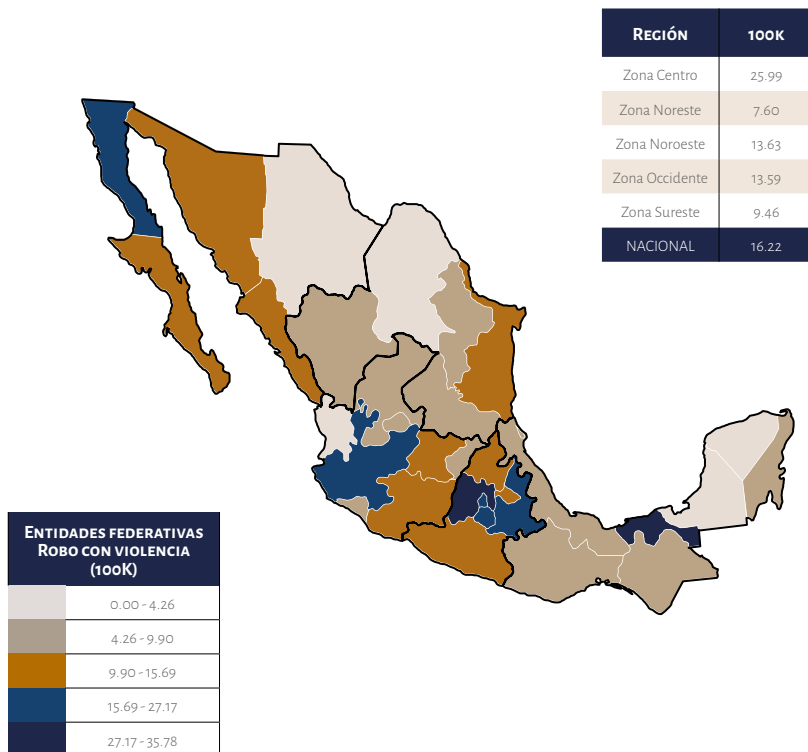 REGIÓN 100K
Zona Centro 25.99
Zona Noreste 7.60
Zona Noroeste 13.63
Zona Occidente 13.59
Zona Sureste 9.46
NACIONAL 16.22
ENTIDADES FEDERATIVAS
ROBO CON VIOLENCIA
(100K)
0.00 - 4.26
4.26 - 9.90
9.90 - 15.69
15.69 - 27.17
27.17 - 35.78